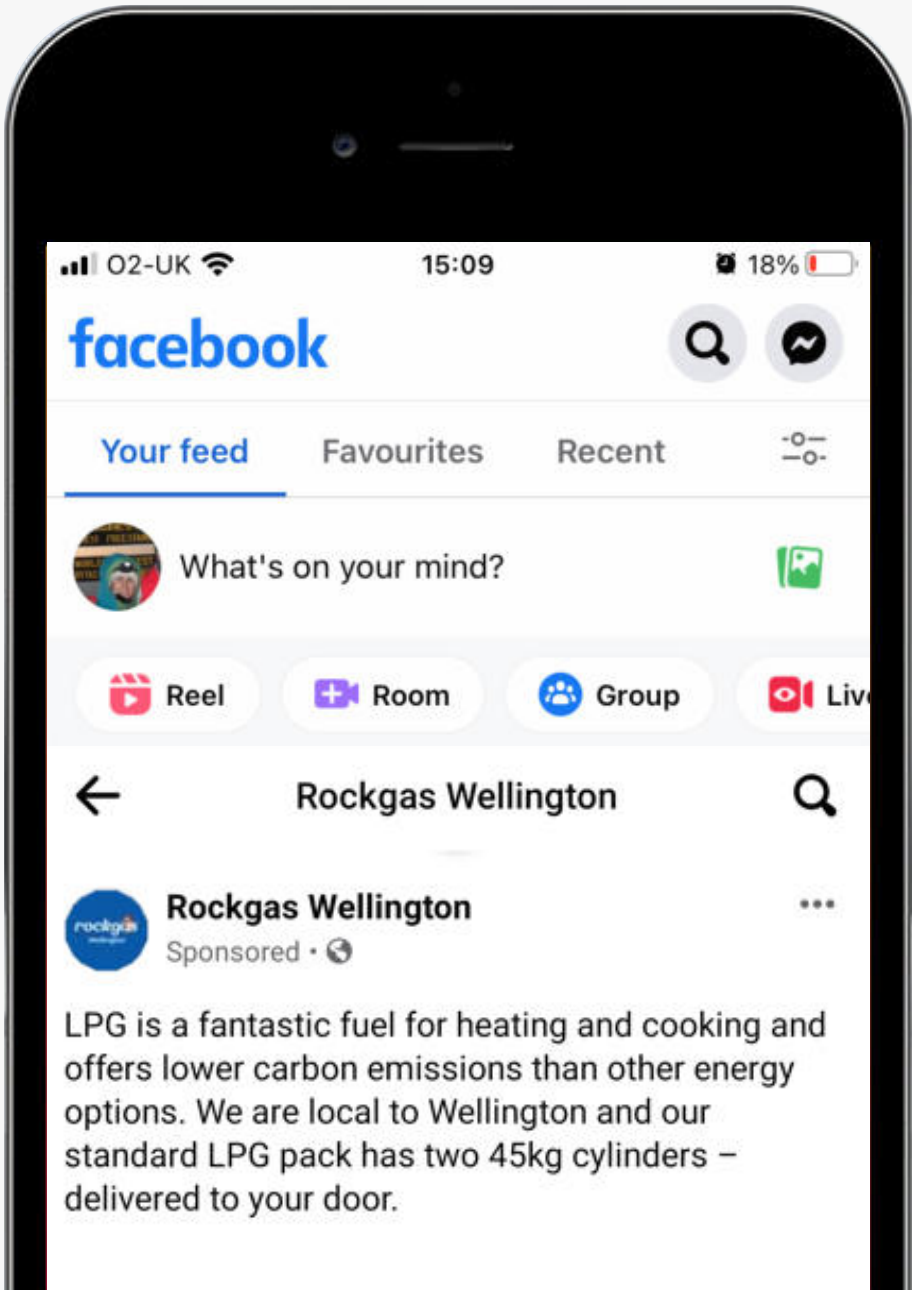 O2-UK 15:09 18%
facebook
Your feed Favourites Recent
What's on your mind?
Reel Room Group Liv
Rockgas Wellington
rockgas
Wellington
Rockgas Wellington
Sponsored ·
LPG is a fantastic fuel for heating and cooking and
offers lower carbon emissions than other energy
options. We are local to Wellington and our
standard LPG pack has two 45kg cylinders –
delivered to your door.